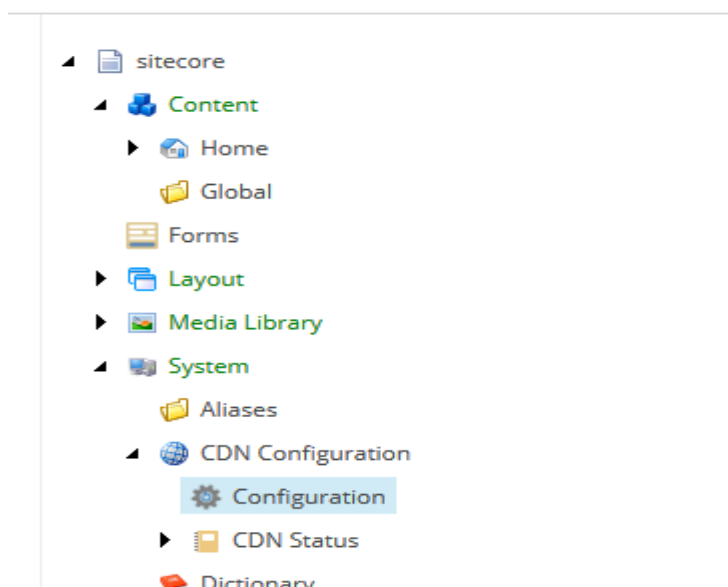 sitecore
Content
Home
Global
Forms
Layout
Media Library
System
Aliases
CDN Configuration
Configuration
CDN Status
Dictionary